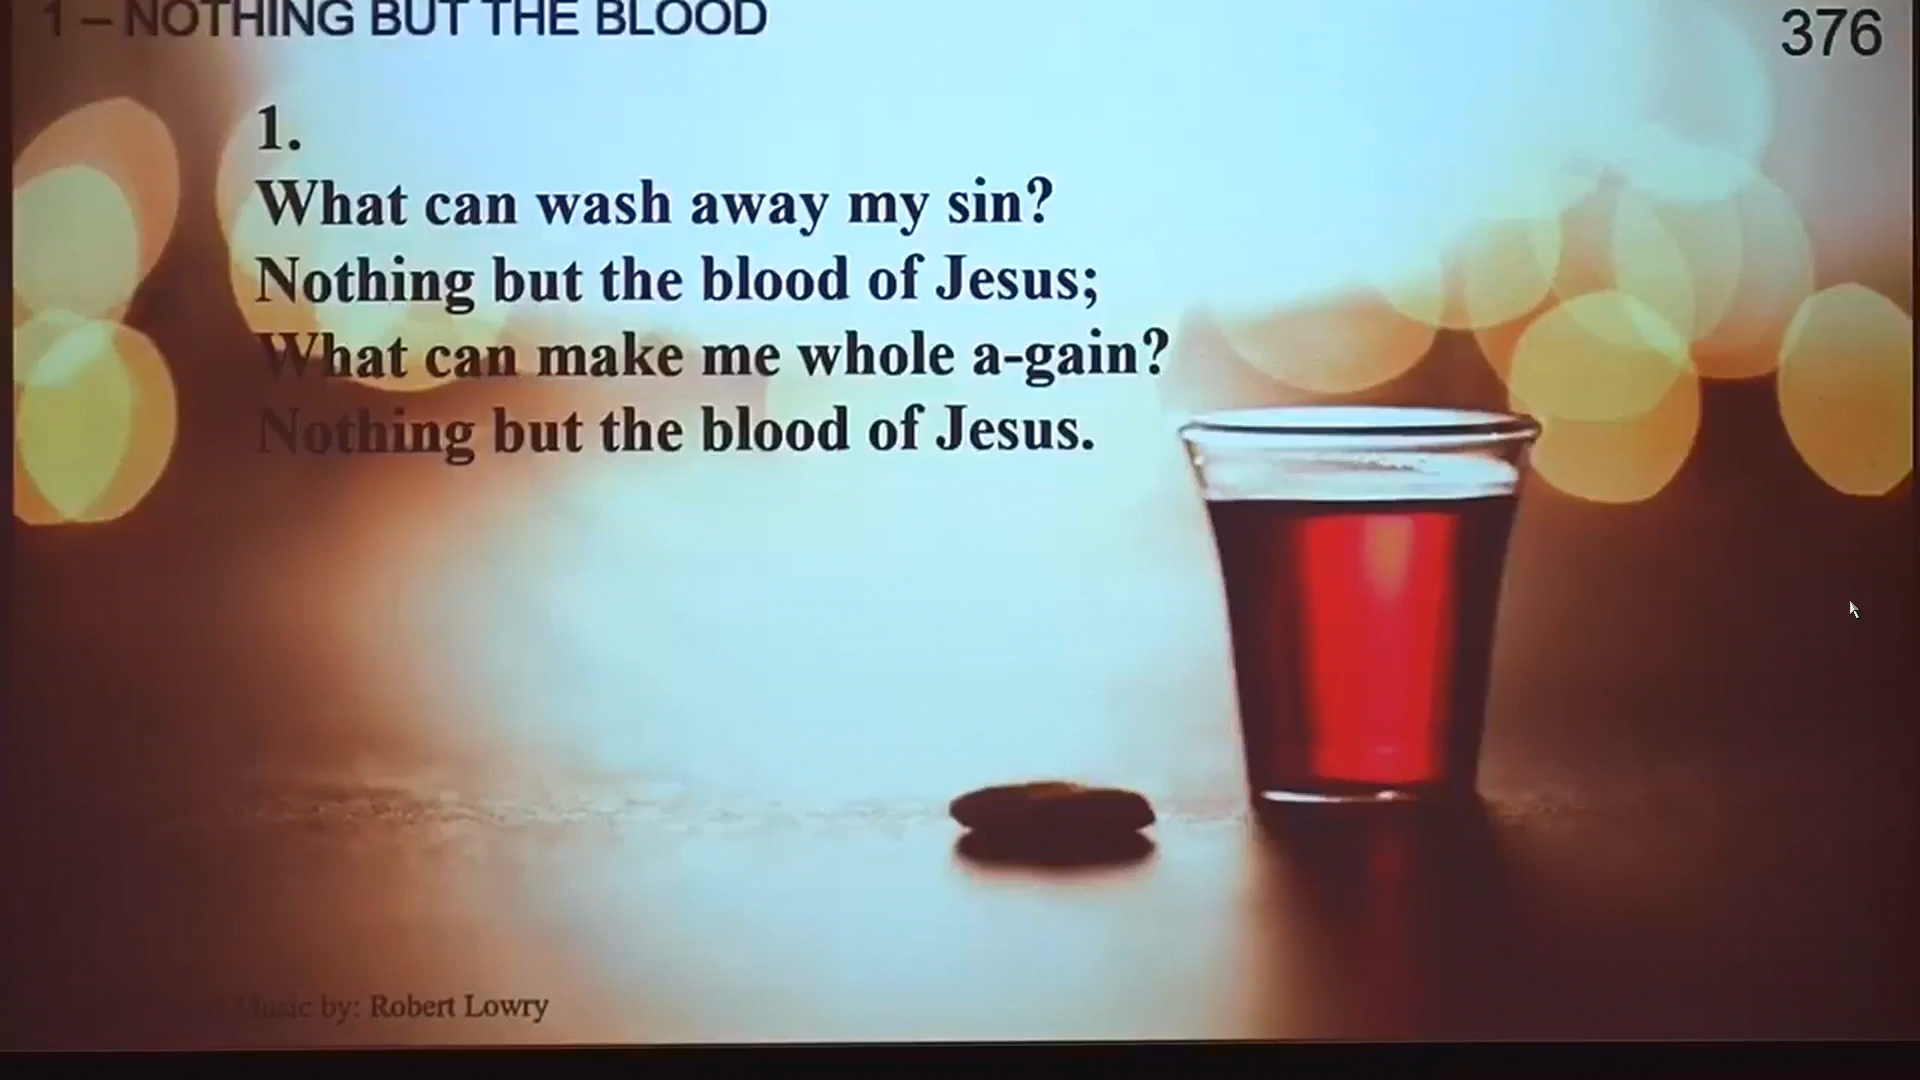 1 – NOTHING BUT THE BLOOD
376
1.
What can wash away my sin?
Nothing but the blood of Jesus;
What can make me whole a-gain?
Nothing but the blood of Jesus.
Music by: Robert Lowry